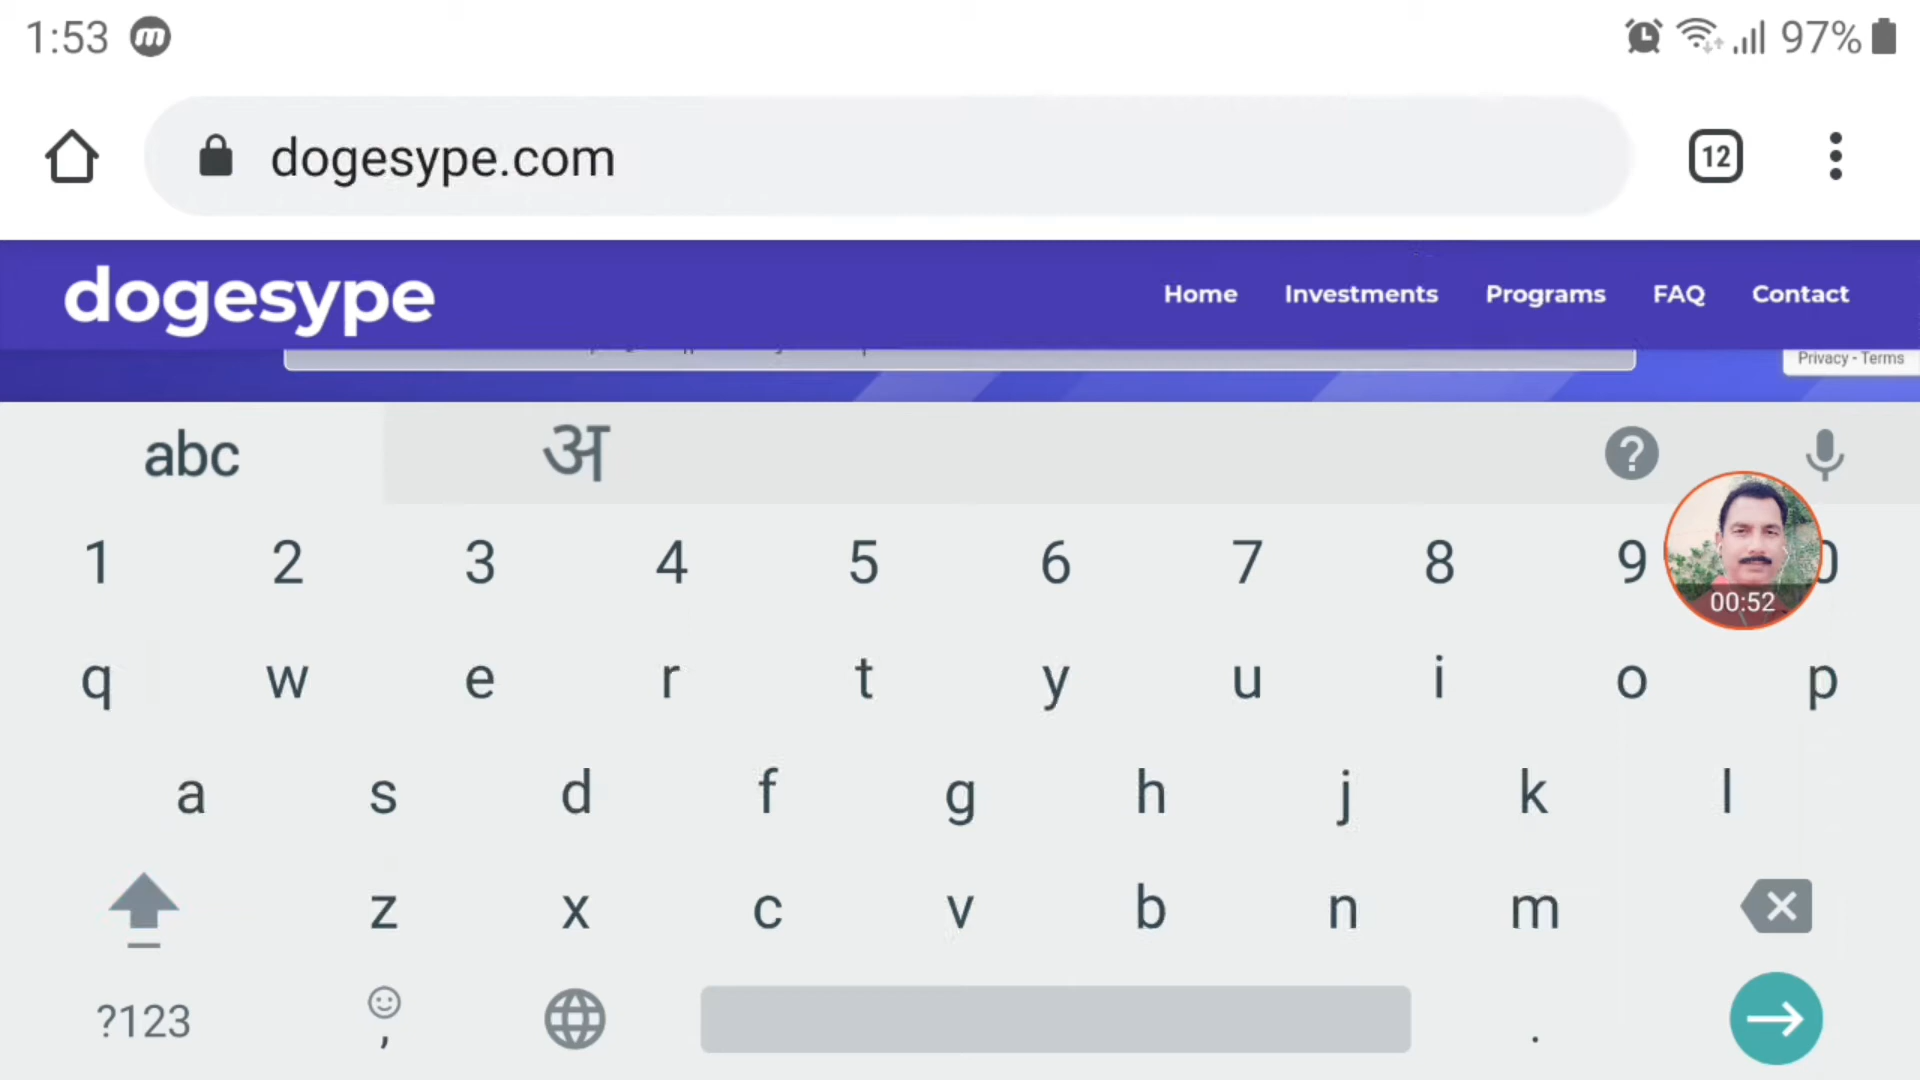 1:53 m 97%
dogesype.com 12
dogesype Home Investments Programs FAQ Contact
Privacy - Terms
abc अ ?
1 2 3 4 5 6 7 8 9 0
00:52
q w e r t y u i o p
a s d f g h j k l
z x c v b n m
?123 , .